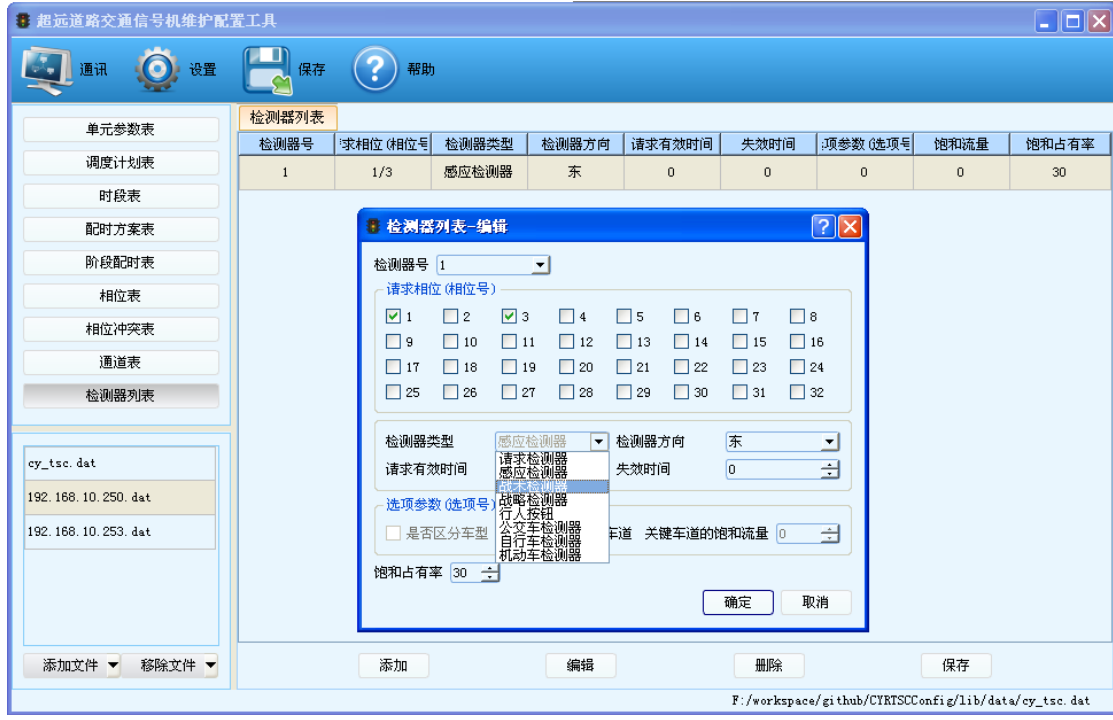 超远道路交通信号机维护配置工具
通讯 设置 保存 帮助
单元参数表
调度计划表
时段表
配时方案表
阶段配时表
相位表
相位冲突表
通道表
检测器列表
cy_tsc.dat
192.168.10.250.dat
192.168.10.253.dat
添加文件 移除文件
检测器列表
检测器号 求相位(相位号 检测器类型 检测器方向 请求有效时间 失效时间 项参数(选项号 饱和流量 饱和占有率
1 1/3 感应检测器 东 0 0 0 0 30
检测器列表-编辑
检测器号 1
请求相位(相位号)
1 2 3 4 5 6 7 8
9 10 11 12 13 14 15 16
17 18 19 20 21 22 23 24
25 26 27 28 29 30 31 32
检测器类型 感应检测器 检测器方向 东
请求有效时间 失效时间 0
请求检测器
感应检测器
战术检测器
战略检测器
行人按钮
公交车检测器
自行车检测器
机动车检测器
选项参数(选项号)
是否区分车型 车道 关键车道的饱和流量 0
饱和占有率 30
确定 取消
添加 编辑 删除 保存
F:/workspace/github/CYRTSCConfig/lib/data/cy_tsc.dat